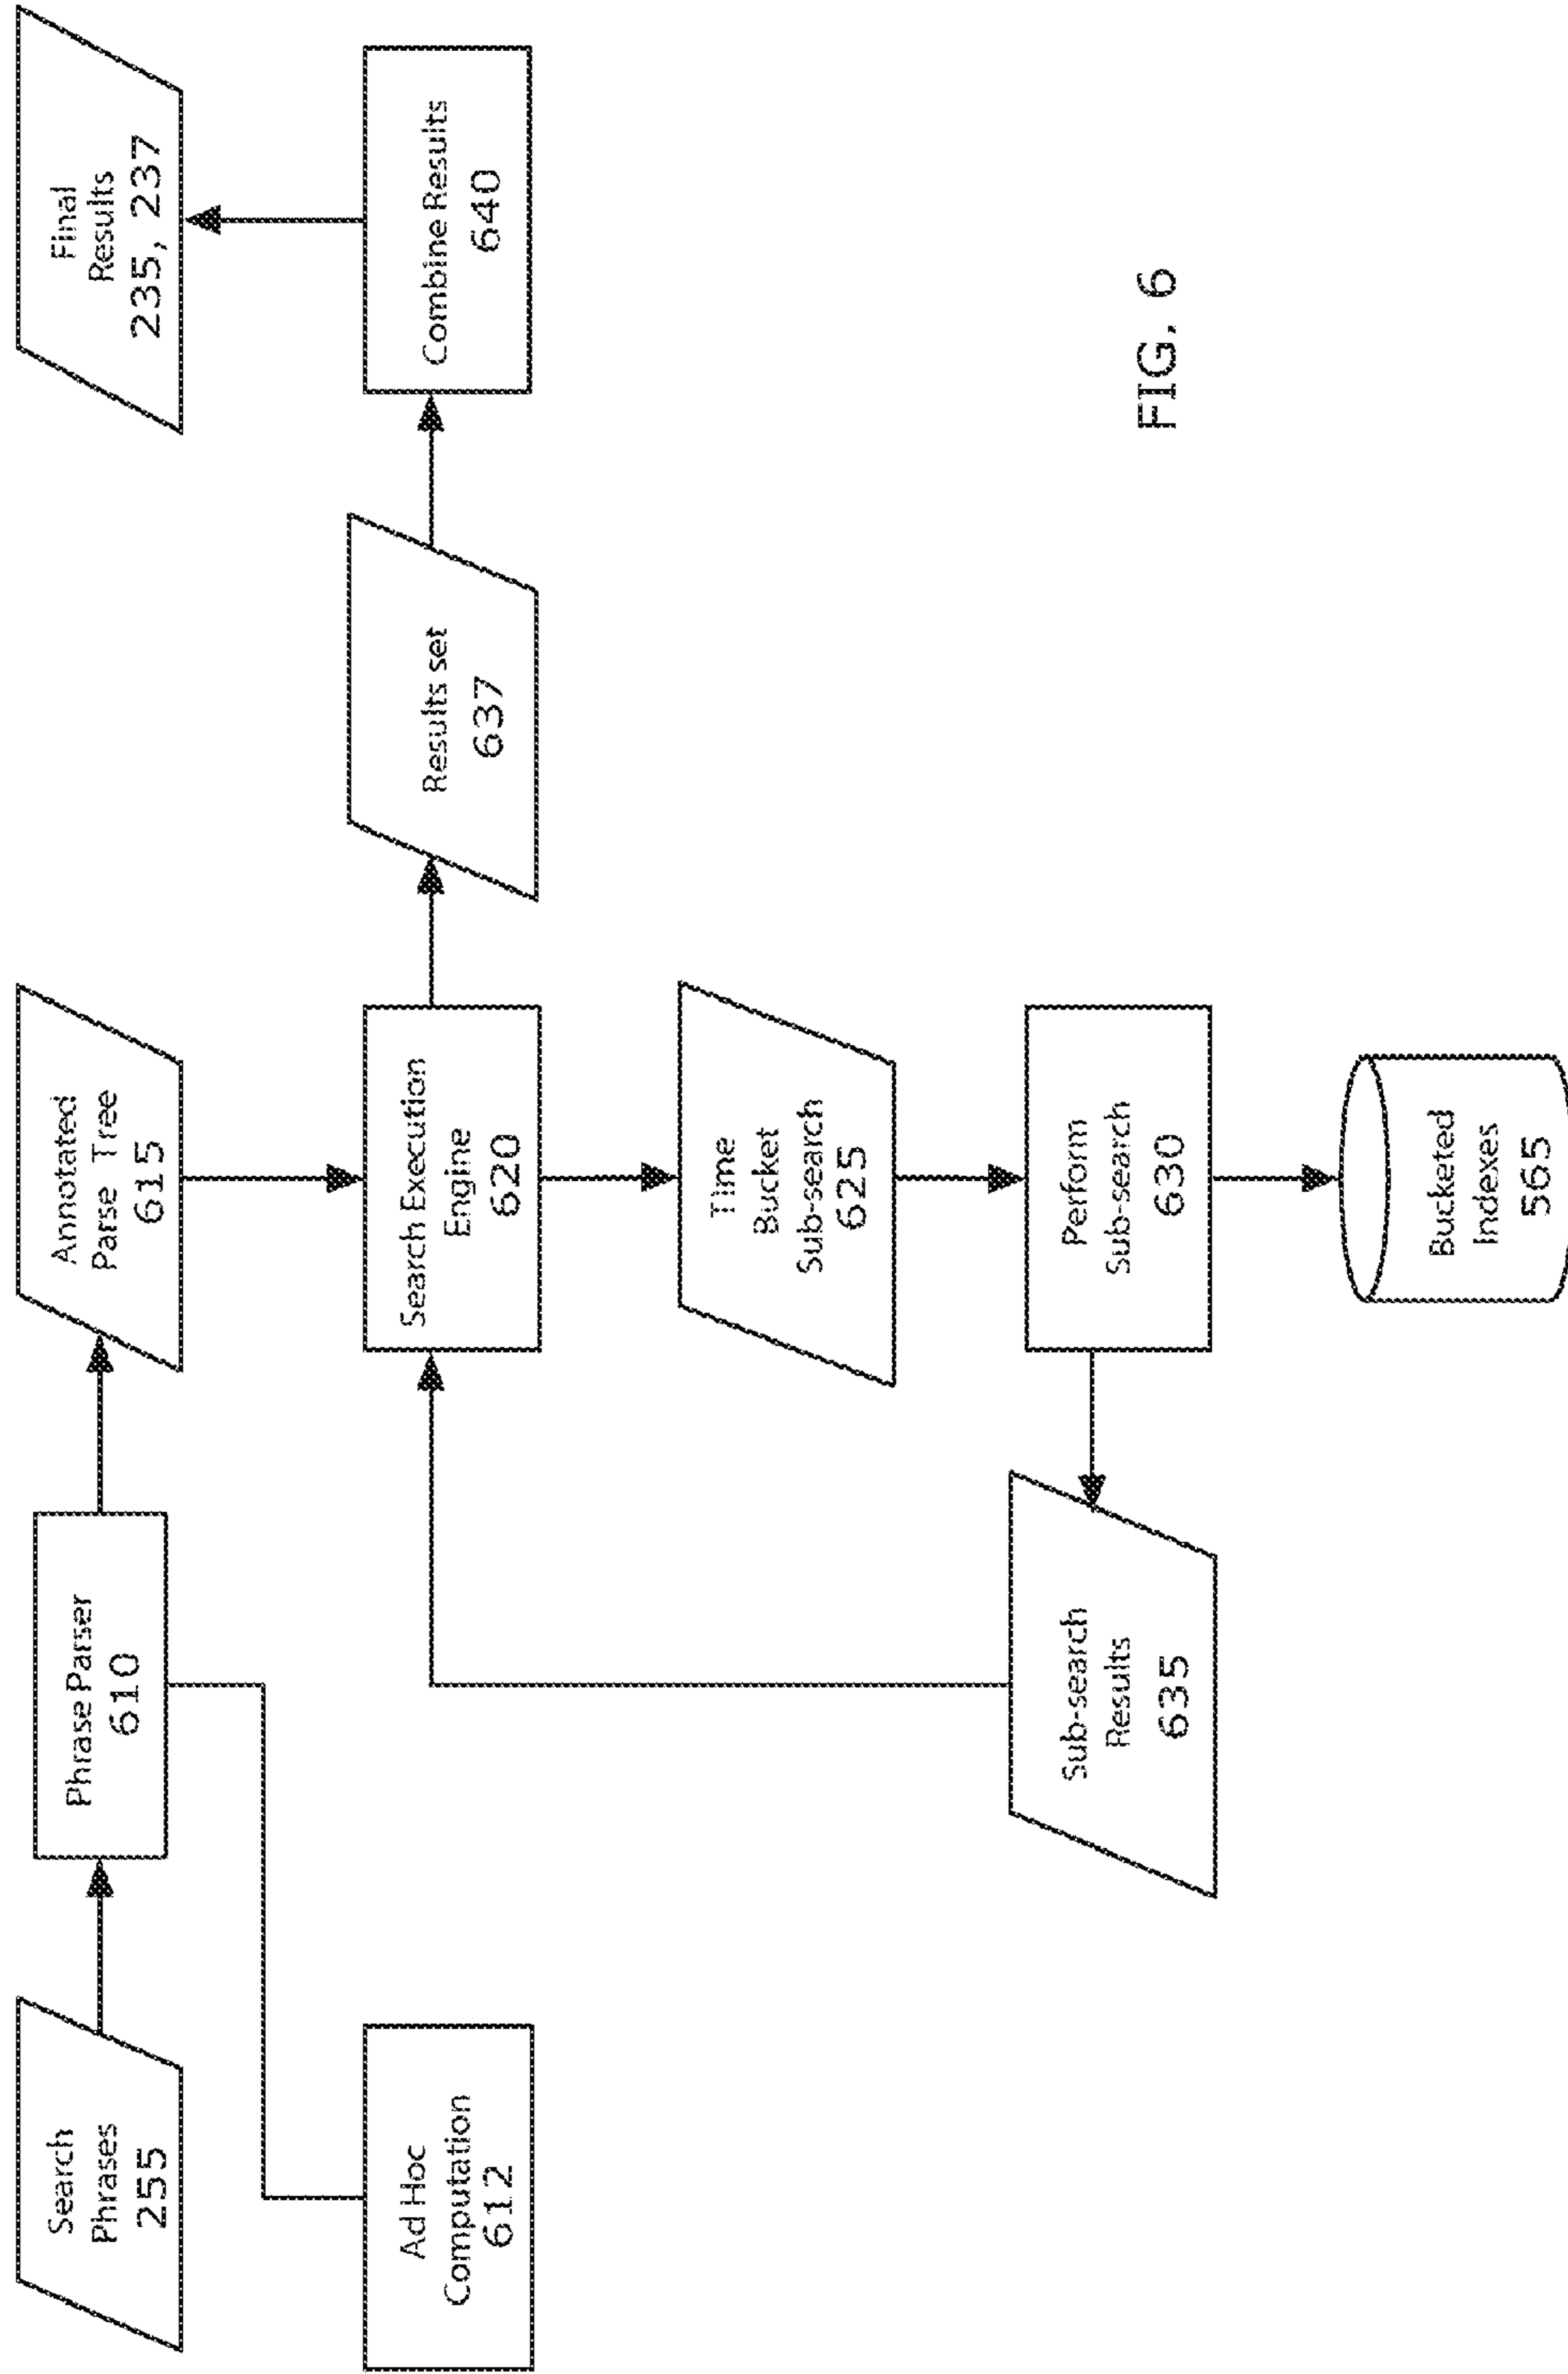 Search
Phrases
255
Phrase Parser
610
Annotated
Parse Tree
615
Final
Results
235, 237
Ad Hoc
Computation
612
Search Execution
Engine
620
Results set
637
Combine Results
640
Time
Bucket
Sub-search
625
Sub-search
Results
635
Perform
Sub-search
630
Bucketed
Indexes
565
FIG. 6